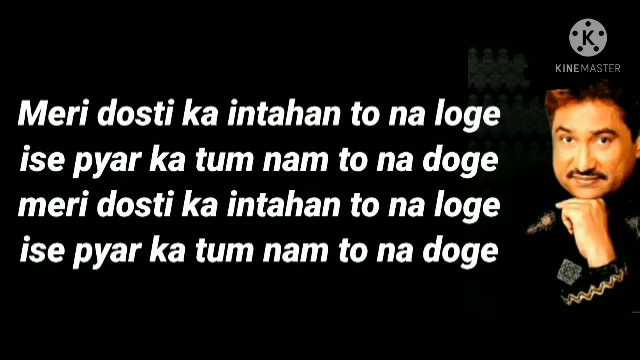 KINEMASTER
Meri dosti ka intahan to na loge
ise pyar ka tum nam to na doge
meri dosti ka intahan to na loge
ise pyar ka tum nam to na doge